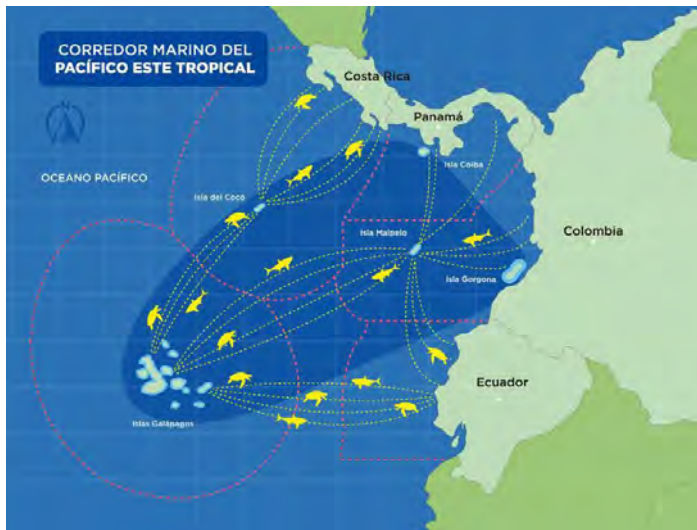 CORREDOR MARINO DEL
PACÍFICO ESTE TROPICAL
N
Costa Rica
Panamá
Isla Coiba
OCEANO PACÍFICO
Isla del Coco
Isla Malpelo
Colombia
Isla Gorgona
Ecuador
Islas Galápagos